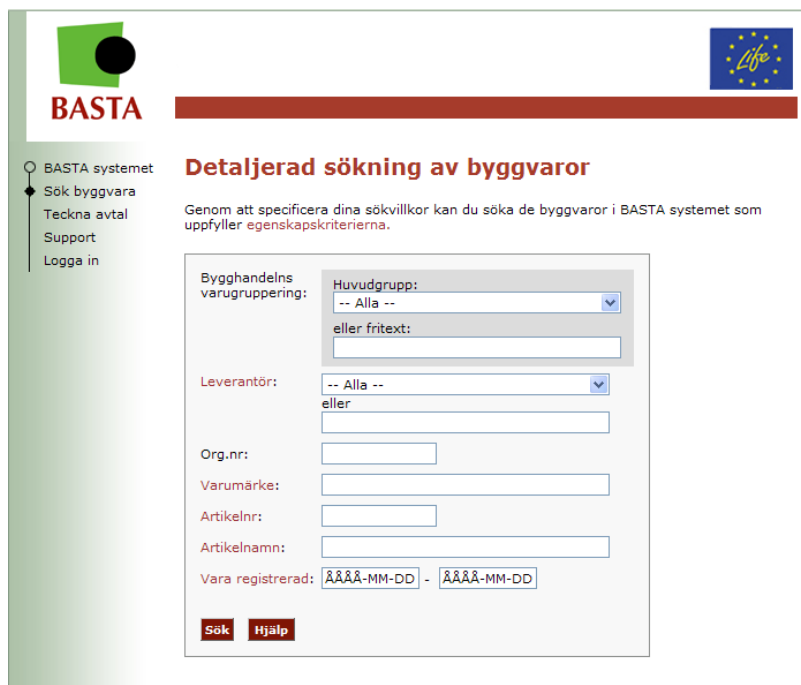 BASTA
Life
BASTA systemet
Sök byggvara
Teckna avtal
Support
Logga in
Detaljerad sökning av byggvaror
Genom att specificera dina sökvillkor kan du söka de byggvaror i BASTA systemet som
uppfyller egenskapskriterierna.
Bygghandelns
varugruppering:
Huvudgrupp:
-- Alla --
eller fritext:
Leverantör:
-- Alla --
eller
Org.nr:
Varumärke:
Artikelnr:
Artikelnamn:
Vara registrerad: ÅÅÅÅ-MM-DD - ÅÅÅÅ-MM-DD
Sök Hjälp